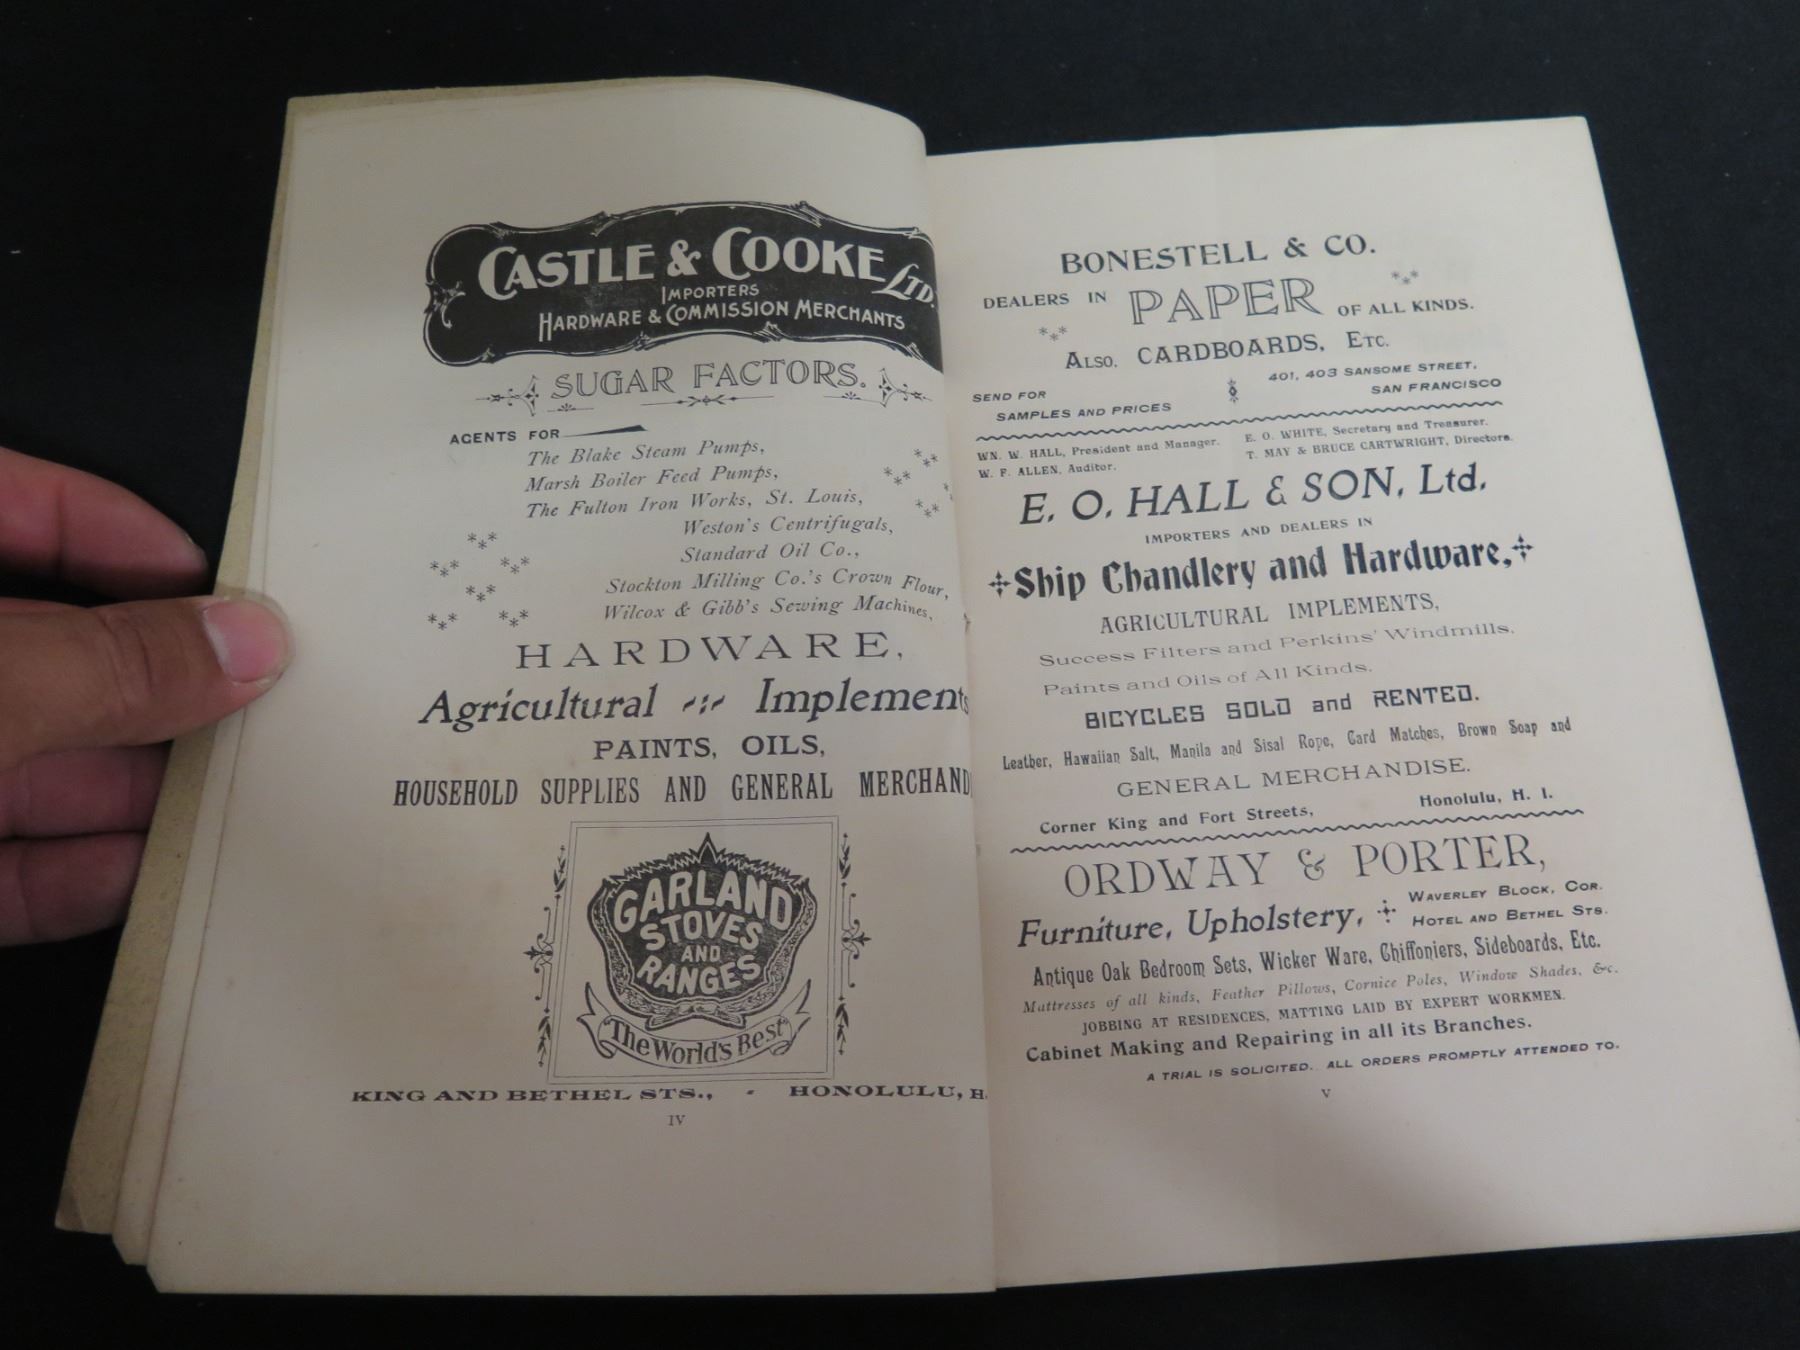 CASTLE & COOKE LTD.
IMPORTERS
HARDWARE & COMMISSION MERCHANTS
SUGAR FACTORS.
AGENTS FOR
The Blake Steam Pumps,
Marsh Boiler Feed Pumps,
The Fulton Iron Works, St. Louis,
Weston's Centrifugals,
Standard Oil Co.,
Stockton Milling Co.'s Crown Flour,
Wilcox & Gibb's Sewing Machines,
HARDWARE,
Agricultural Implements
PAINTS, OILS,
HOUSEHOLD SUPPLIES AND GENERAL MERCHAND
GARLAND
STOVES
AND
RANGES
"The World's Best"
KING AND BETHEL STS., - HONOLULU, H.
IV
BONESTELL & CO.
DEALERS IN PAPER OF ALL KINDS.
ALSO, CARDBOARDS, ETC.
SEND FOR
SAMPLES AND PRICES
401, 403 SANSOME STREET,
SAN FRANCISCO
WN. W. HALL, President and Manager.
W. F. ALLEN, Auditor.
E. O. WHITE, Secretary and Treasurer.
T. MAY & BRUCE CARTWRIGHT, Directors.
E. O. HALL & SON, Ltd.
IMPORTERS AND DEALERS IN
Ship Chandlery and Hardware,
AGRICULTURAL IMPLEMENTS,
Success Filters and Perkins' Windmills.
Paints and Oils of All Kinds.
BICYCLES SOLD and RENTED.
Leather, Hawaiian Salt, Manila and Sisal Rope, Card Matches, Brown Soap and
GENERAL MERCHANDISE.
Corner King and Fort Streets, Honolulu, H. I.
ORDWAY & PORTER,
Furniture, Upholstery,
WAVERLEY BLOCK, COR.
HOTEL AND BETHEL STS.
Antique Oak Bedroom Sets, Wicker Ware, Chiffoniers, Sideboards, Etc.
Mattresses of all kinds, Feather Pillows, Cornice Poles, Window Shades, &c.
JOBBING AT RESIDENCES, MATTING LAID BY EXPERT WORKMEN.
Cabinet Making and Repairing in all its Branches.
A TRIAL IS SOLICITED. ALL ORDERS PROMPTLY ATTENDED TO.
V